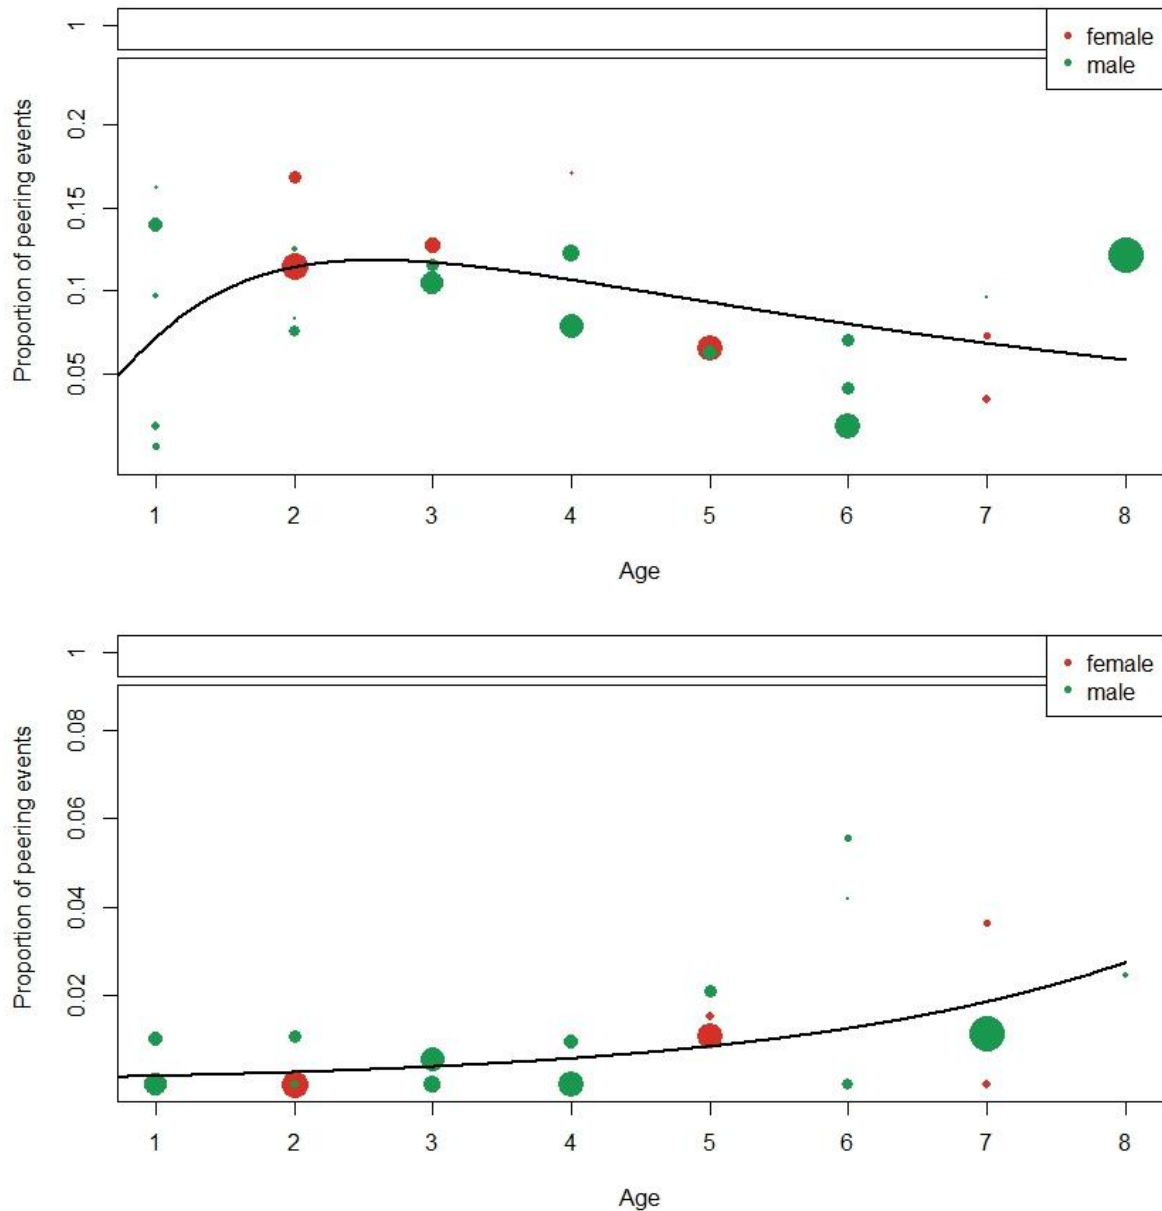 1
female
male
Proportion of peering events
0.2
0.15
0.1
0.05
1 2 3 4 5 6 7 8
Age
1
female
male
Proportion of peering events
0.08
0.06
0.04
0.02
1 2 3 4 5 6 7 8
Age